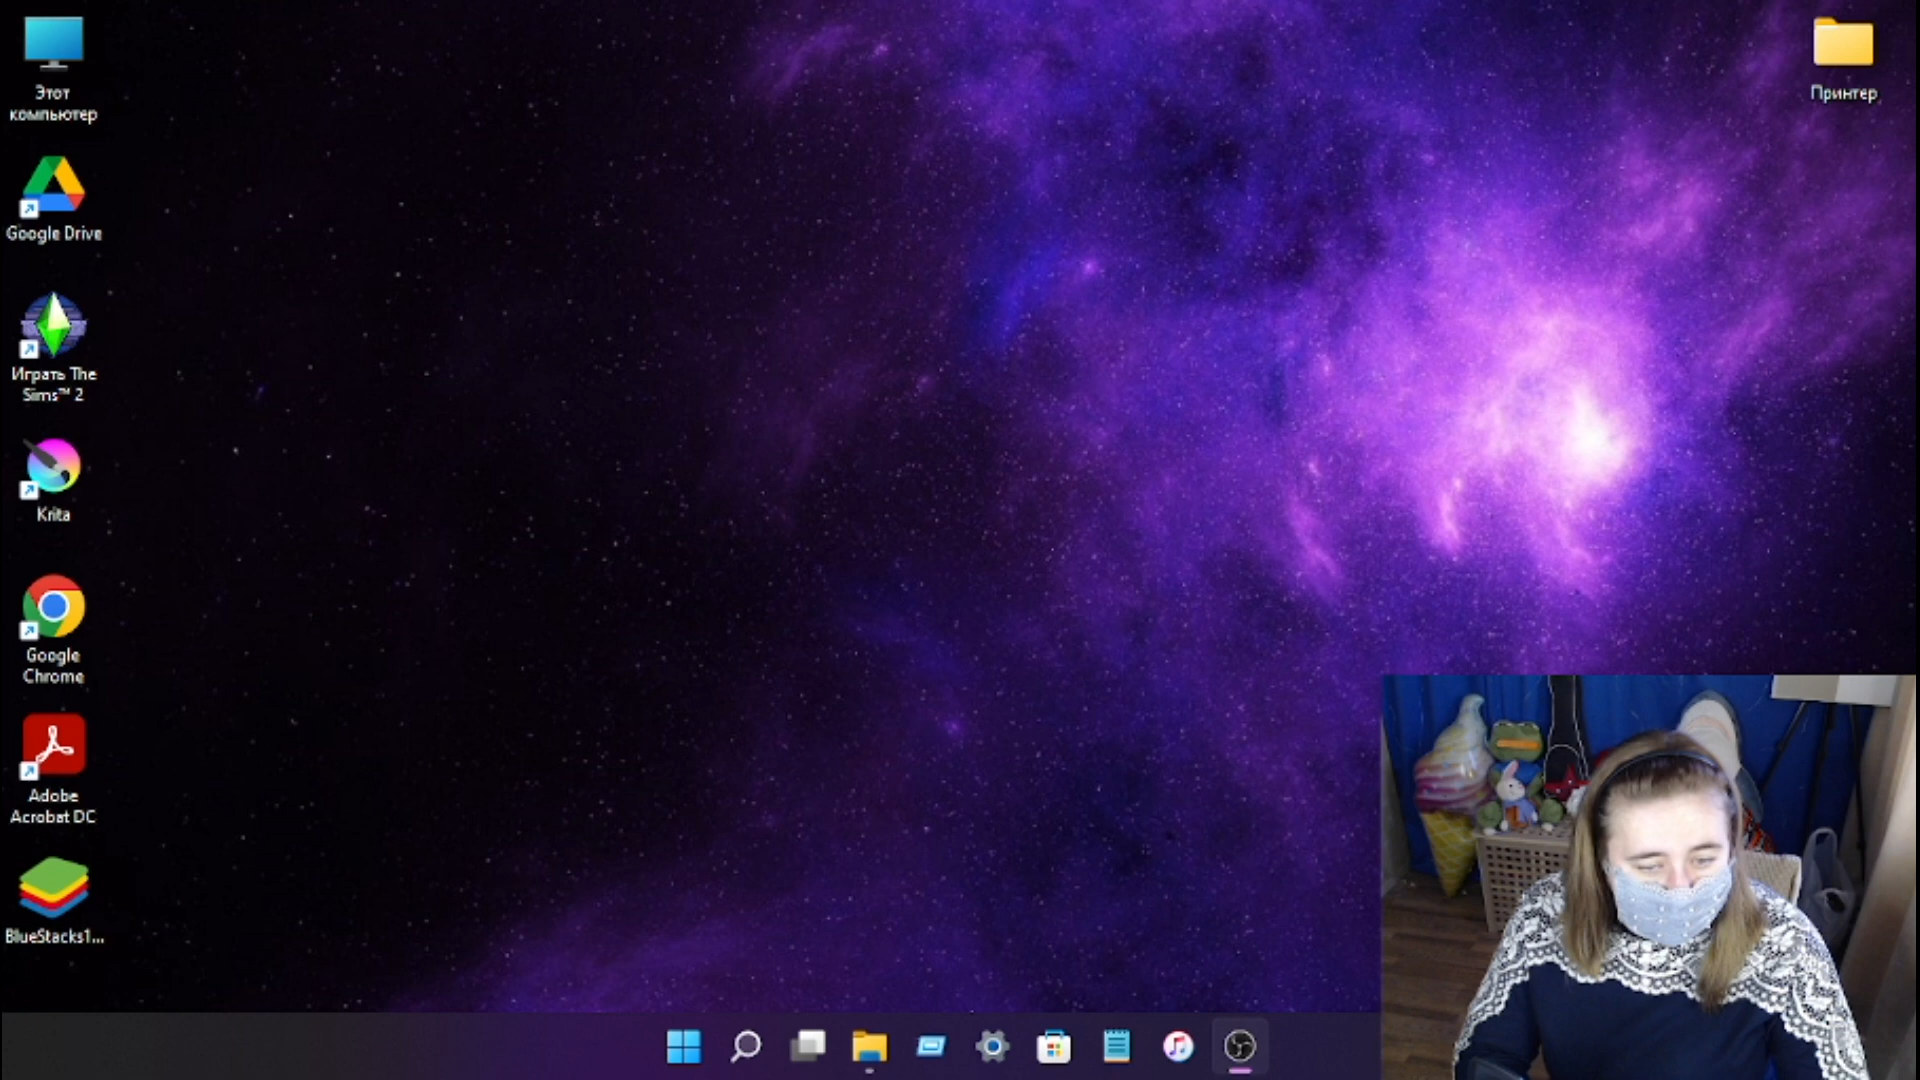 Этот
компьютер
Google Drive
Играть The
Sims™ 2
Krita
Google
Chrome
Adobe
Acrobat DC
BlueStacks1...
Принтер